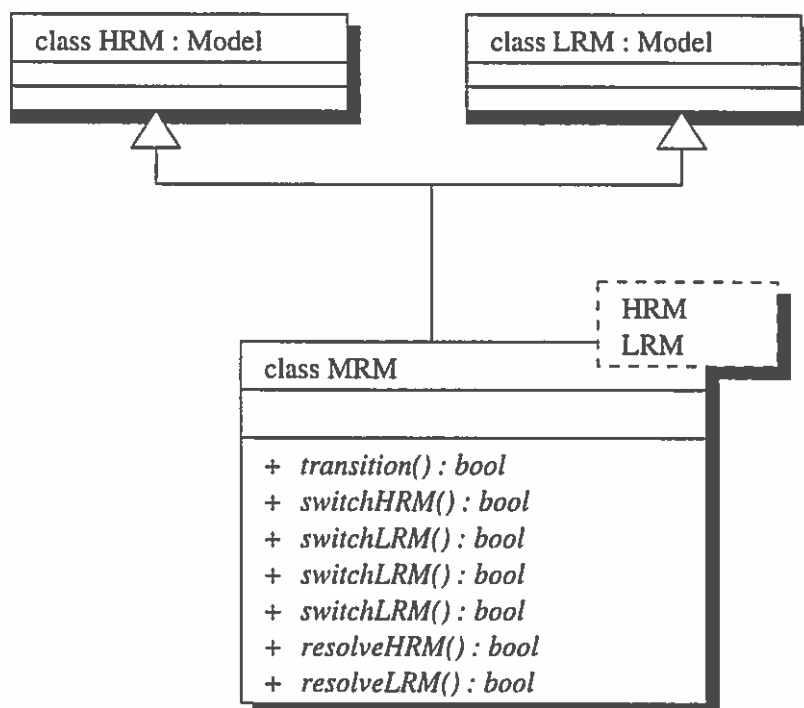 class HRM : Model
class LRM : Model
HRM
LRM
class MRM
+ transition() : bool
+ switchHRM() : bool
+ switchLRM() : bool
+ switchLRM() : bool
+ switchLRM() : bool
+ resolveHRM() : bool
+ resolveLRM() : bool